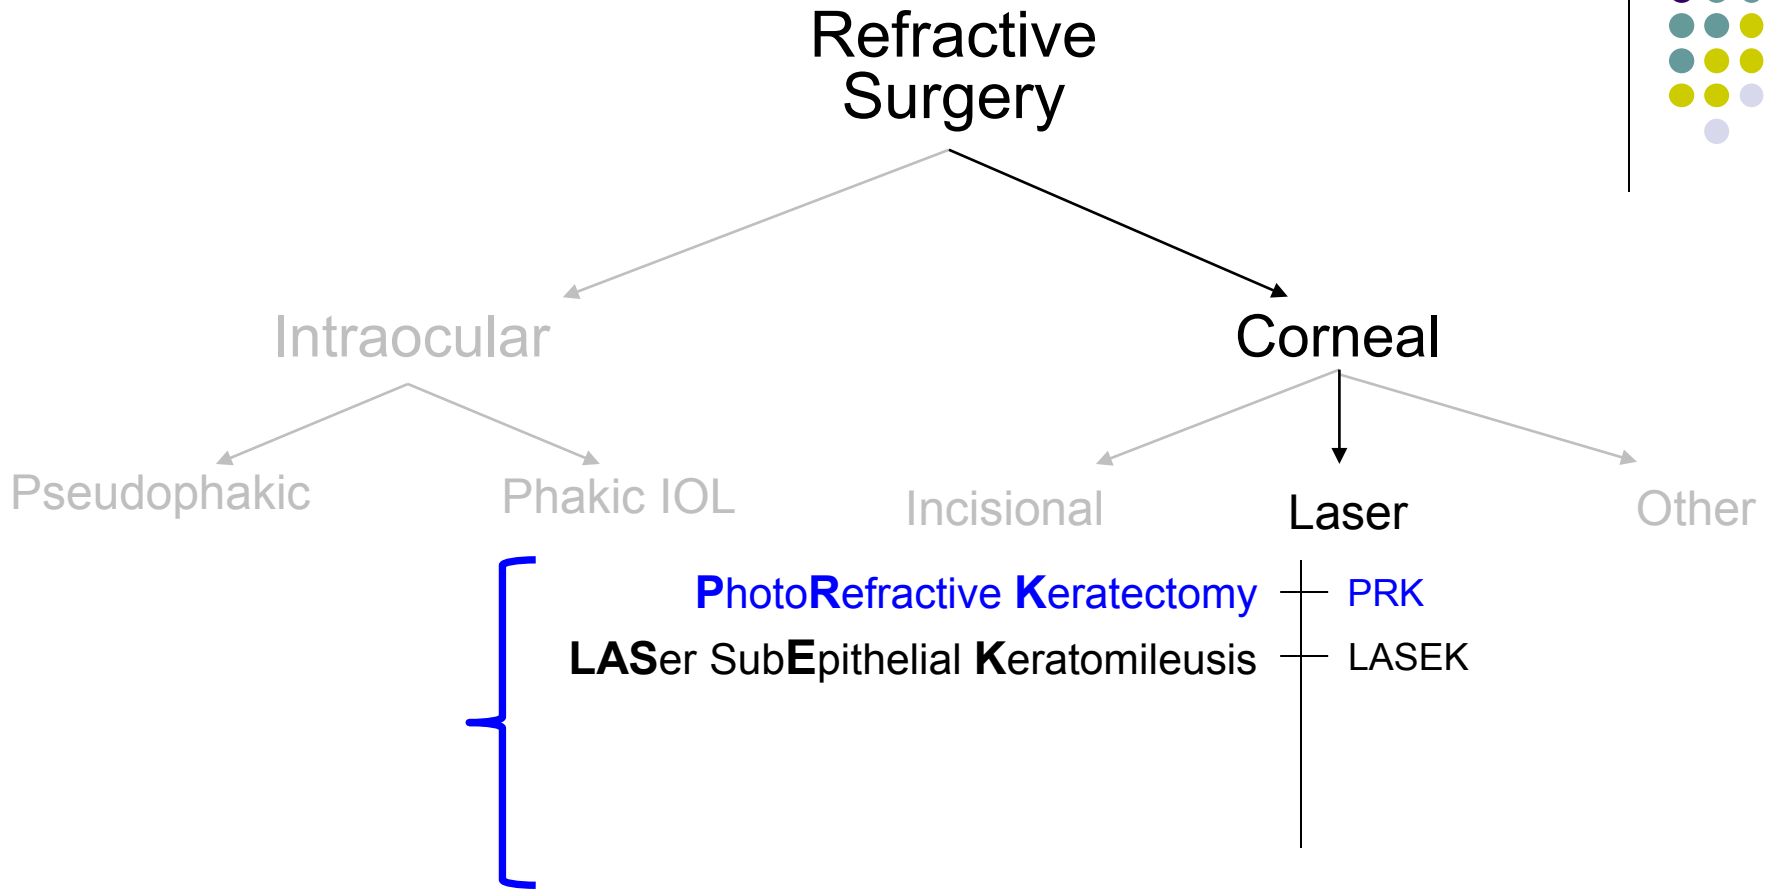 Refractive
Surgery
Intraocular
Corneal
Pseudophakic
Phakic IOL
Incisional
Laser
Other
PhotoRefractive Keratectomy
PRK
LASer SubEpithelial Keratomileusis
LASEK